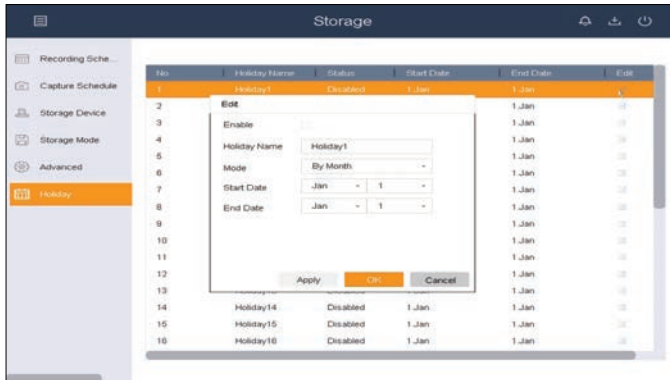 Storage
Recording Sche...
Capture Schedule
Storage Device
Storage Mode
Advanced
Holiday
No. Holiday Name Status Start Date End Date Edit
1 Holiday1 Disabled 1.Jan 1.Jan
2 1.Jan
3 1.Jan
4 1.Jan
5 1.Jan
6 1.Jan
7 1.Jan
8 1.Jan
9 1.Jan
10 1.Jan
11 1.Jan
12 1.Jan
13 1.Jan
14 Holiday14 Disabled 1.Jan 1.Jan
15 Holiday15 Disabled 1.Jan 1.Jan
16 Holiday16 Disabled 1.Jan 1.Jan
Edit
Enable
Holiday Name Holiday1
Mode By Month
Start Date Jan 1
End Date Jan 1
Apply OK Cancel